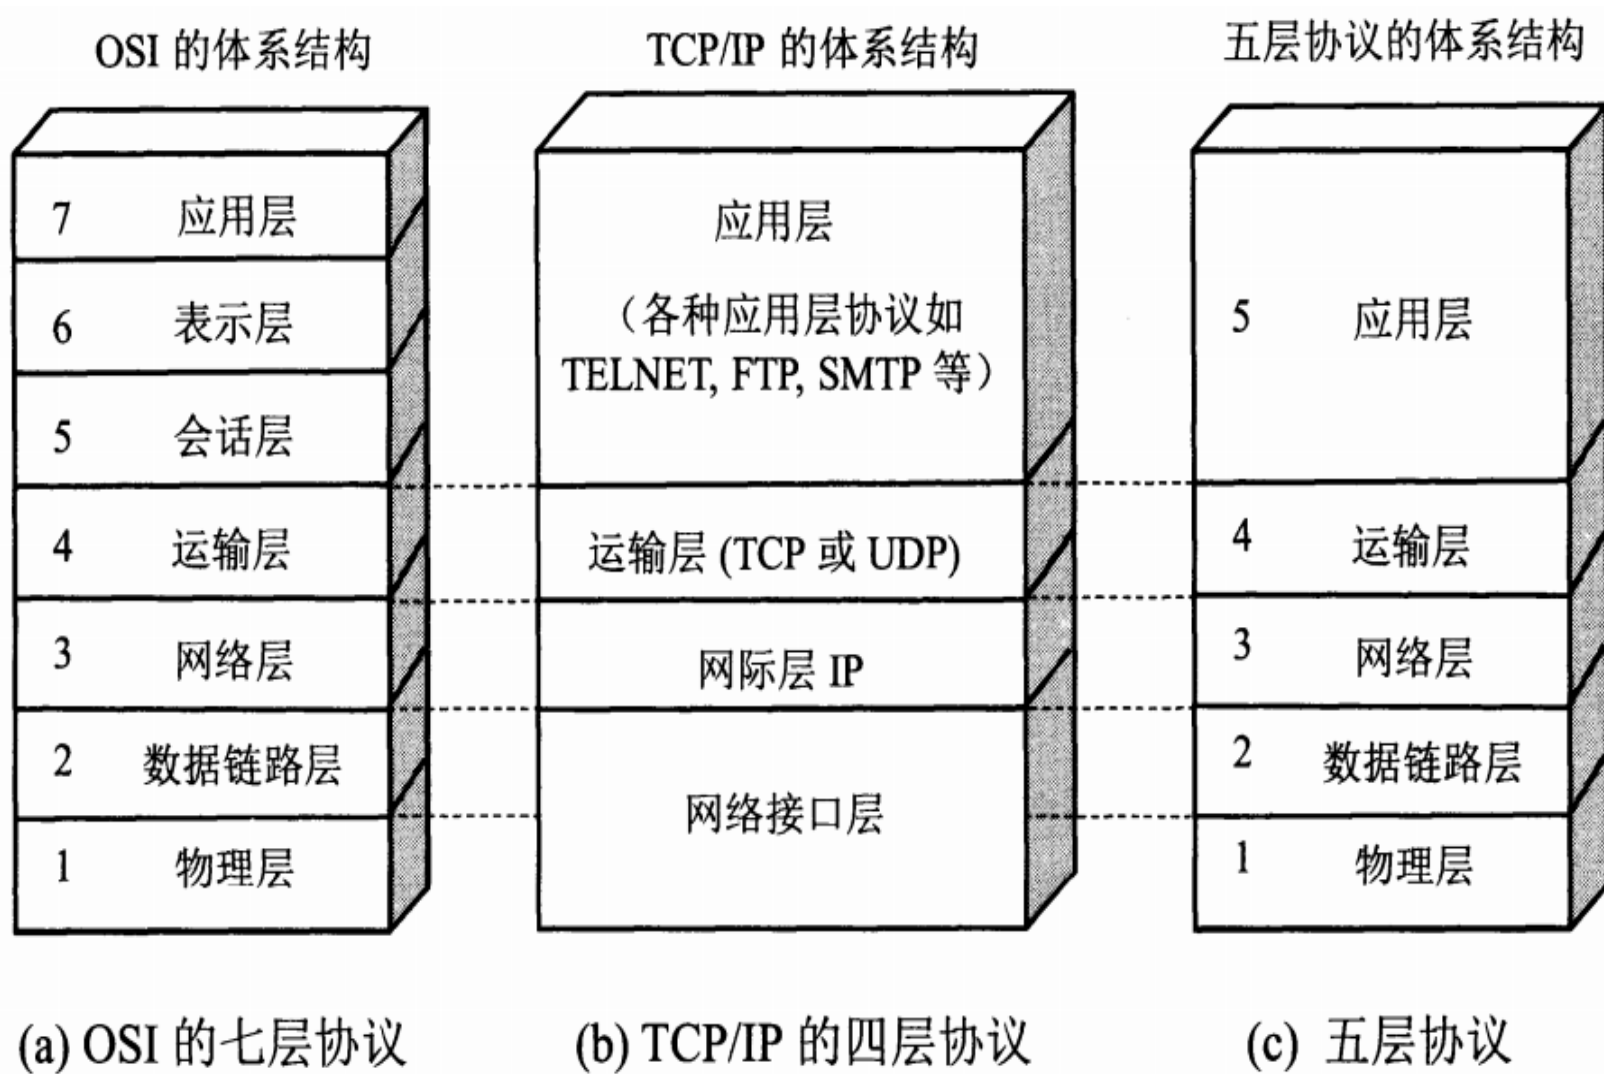 OSI 的体系结构
TCP/IP 的体系结构
五层协议的体系结构
7 应用层
6 表示层
5 会话层
4 运输层
3 网络层
2 数据链路层
1 物理层
应用层
（各种应用层协议如
TELNET, FTP, SMTP 等）
运输层 (TCP 或 UDP)
网际层 IP
网络接口层
5 应用层
4 运输层
3 网络层
2 数据链路层
1 物理层
(a) OSI 的七层协议
(b) TCP/IP 的四层协议
(c) 五层协议